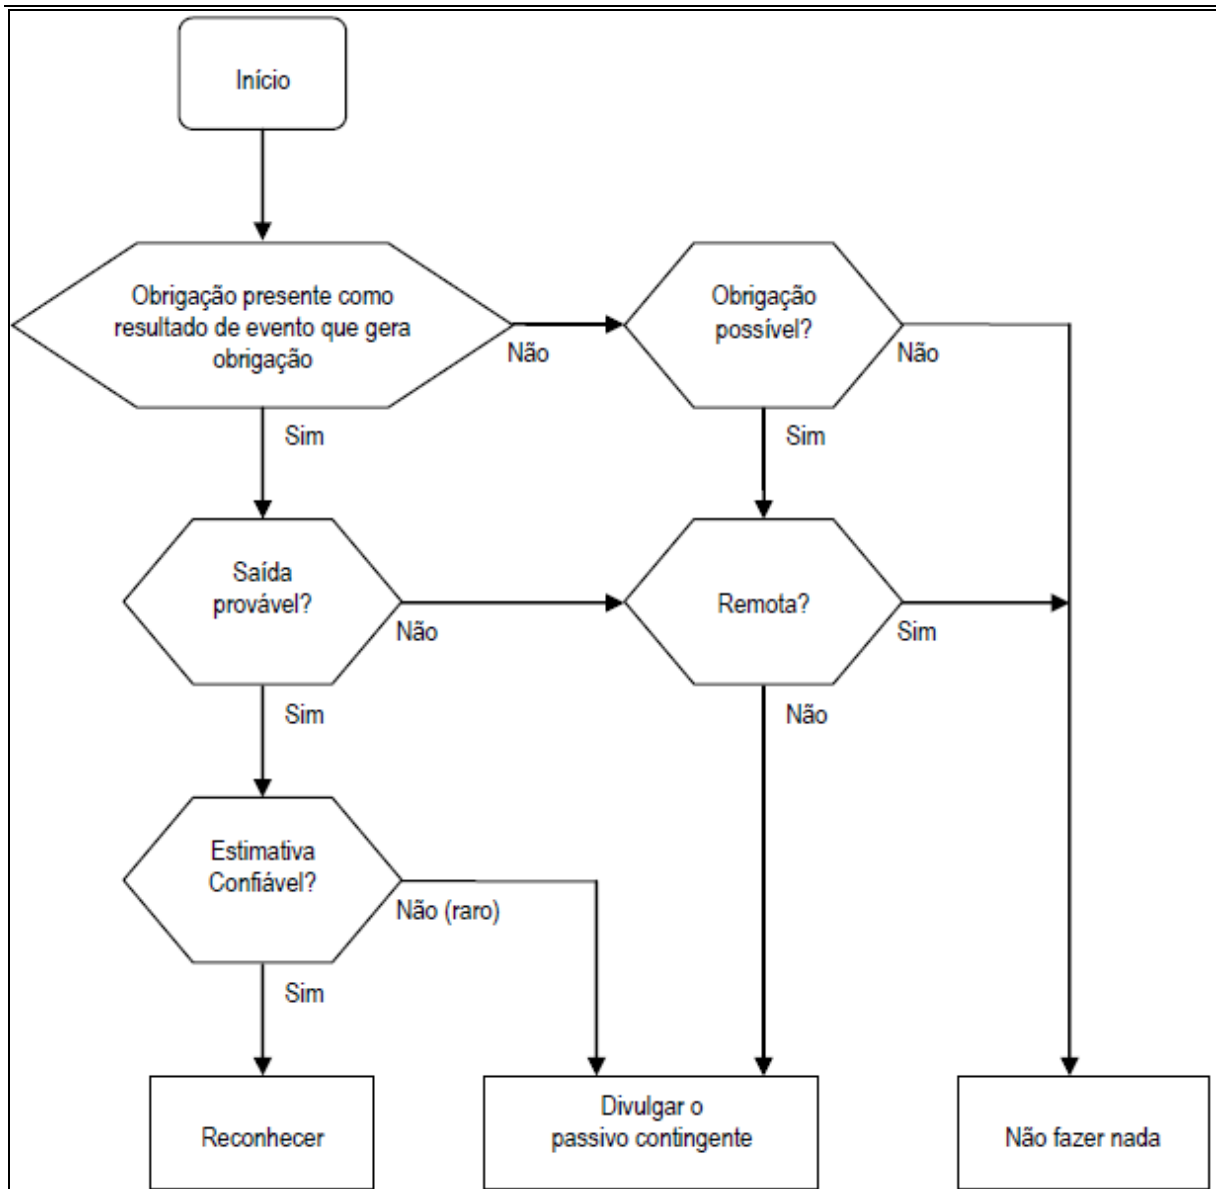 Início
Obrigação presente como
resultado de evento que gera
obrigação
Não
Obrigação
possível?
Não
Sim
Sim
Saída
provável?
Não
Remota?
Sim
Sim
Não
Estimativa
Confiável?
Não (raro)
Sim
Reconhecer
Divulgar o
passivo contingente
Não fazer nada